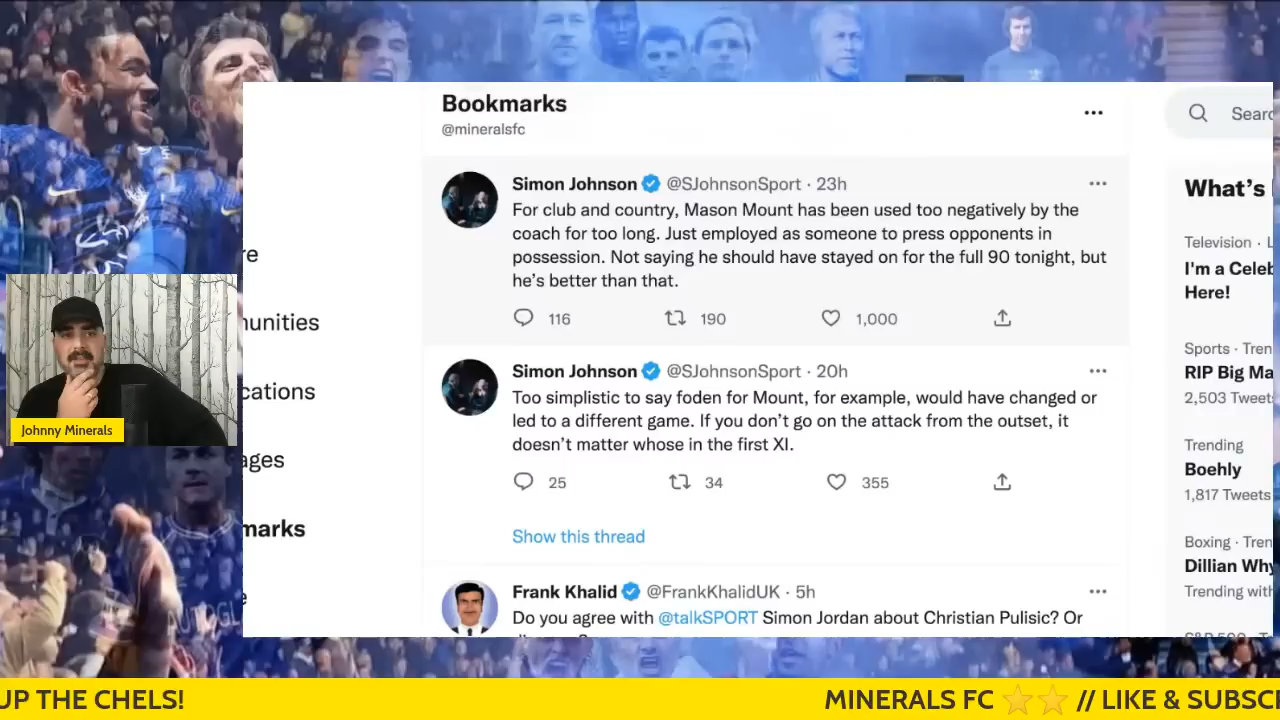 Bookmarks
@mineralsfc
Searc
Simon Johnson @SJohnsonSport · 23h
For club and country, Mason Mount has been used too negatively by the
coach for too long. Just employed as someone to press opponents in
possession. Not saying he should have stayed on for the full 90 tonight, but
he's better than that.
116 190 1,000
Simon Johnson @SJohnsonSport · 20h
Too simplistic to say foden for Mount, for example, would have changed or
led to a different game. If you don't go on the attack from the outset, it
doesn't matter whose in the first XI.
25 34 355
Show this thread
Frank Khalid @FrankKhalidUK · 5h
Do you agree with @talkSPORT Simon Jordan about Christian Pulisic? Or
re
nunities
cations
ages
marks
What's
Television · L
I'm a Celeb
Here!
Sports · Tren
RIP Big Ma
2,503 Tweets
Trending
Boehly
1,817 Tweets
Boxing · Tren
Dillian Why
Trending with
Johnny Minerals
UP THE CHELS!
MINERALS FC ⭐⭐ // LIKE & SUBSC